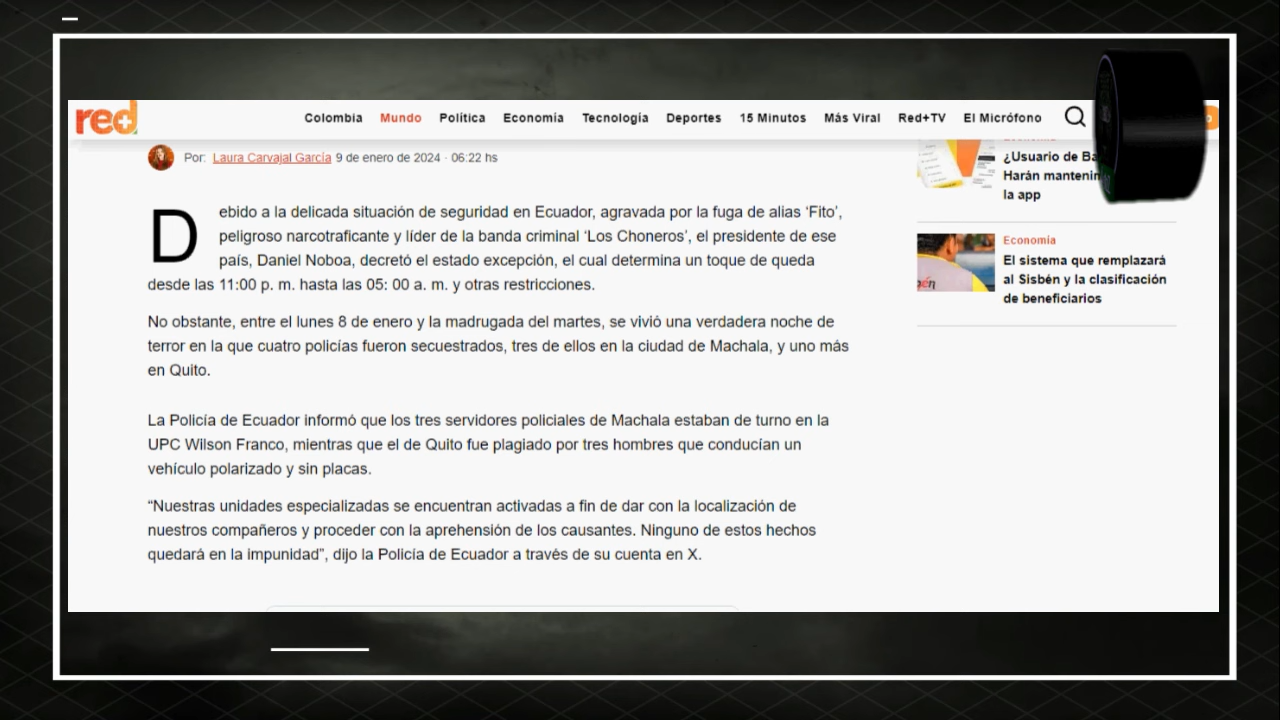 red+
Colombia Mundo Política Economía Tecnología Deportes 15 Minutos Más Viral Red+TV El Micrófono
Por: Laura Carvajal García 9 de enero de 2024 · 06:22 hs
Debido a la delicada situación de seguridad en Ecuador, agravada por la fuga de alias ‘Fito’,
peligroso narcotraficante y líder de la banda criminal ‘Los Choneros’, el presidente de ese
país, Daniel Noboa, decretó el estado excepción, el cual determina un toque de queda
desde las 11:00 p. m. hasta las 05: 00 a. m. y otras restricciones.
No obstante, entre el lunes 8 de enero y la madrugada del martes, se vivió una verdadera noche de
terror en la que cuatro policías fueron secuestrados, tres de ellos en la ciudad de Machala, y uno más
en Quito.
La Policía de Ecuador informó que los tres servidores policiales de Machala estaban de turno en la
UPC Wilson Franco, mientras que el de Quito fue plagiado por tres hombres que conducían un
vehículo polarizado y sin placas.
“Nuestras unidades especializadas se encuentran activadas a fin de dar con la localización de
nuestros compañeros y proceder con la aprehensión de los causantes. Ninguno de estos hechos
quedará en la impunidad”, dijo la Policía de Ecuador a través de su cuenta en X.
¿Usuario de
Harán
la app
Economía
El sistema que remplazará
al Sisbén y la clasificación
de beneficiarios